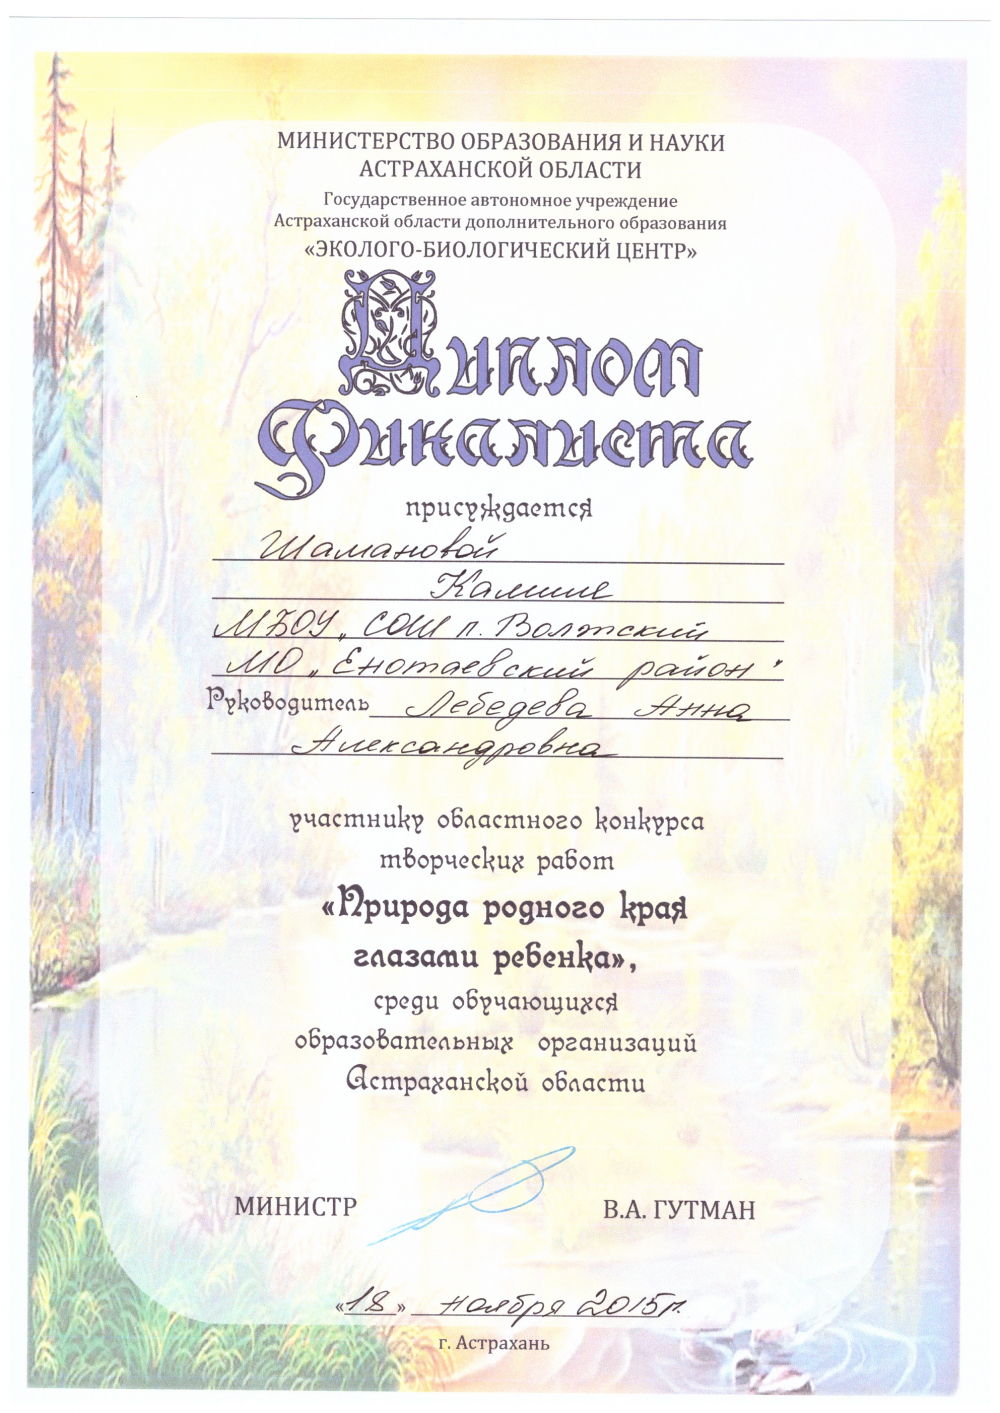 МИНИСТЕРСТВО ОБРАЗОВАНИЯ И НАУКИ
АСТРАХАНСКОЙ ОБЛАСТИ
Государственное автономное учреждение
Астраханской области дополнительного образования
«ЭКОЛОГО-БИОЛОГИЧЕСКИЙ ЦЕНТР»
Диплом
Финалиста
присуждается
Шамановой
Камиле
МБОУ „СОШ п. Волжский
МО „Енотаевский район"
Руководитель Лебедева Анна
Александровна
участнику областного конкурса
творческих работ
«Природа родного края
глазами ребенка»,
среди обучающихся
образовательных организаций
Астраханской области
МИНИСТР В.А. ГУТМАН
«18» ноября 2015г.
г. Астрахань